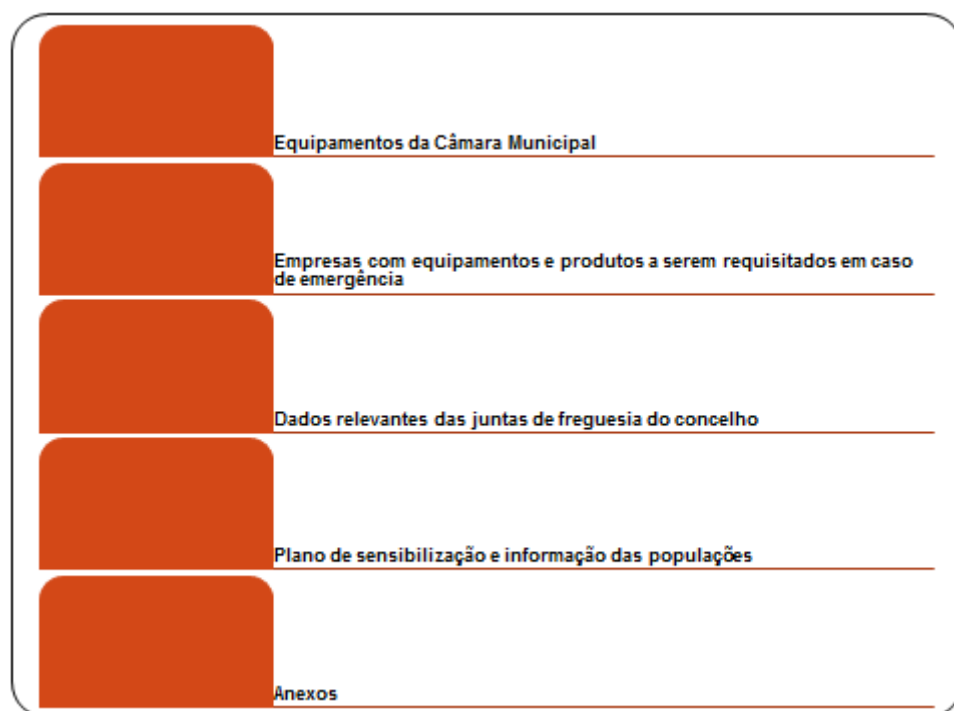 Equipamentos da Câmara Municipal
Empresas com equipamentos e produtos a serem requisitados em caso
de emergência
Dados relevantes das juntas de freguesia do concelho
Plano de sensibilização e informação das populações
Anexos